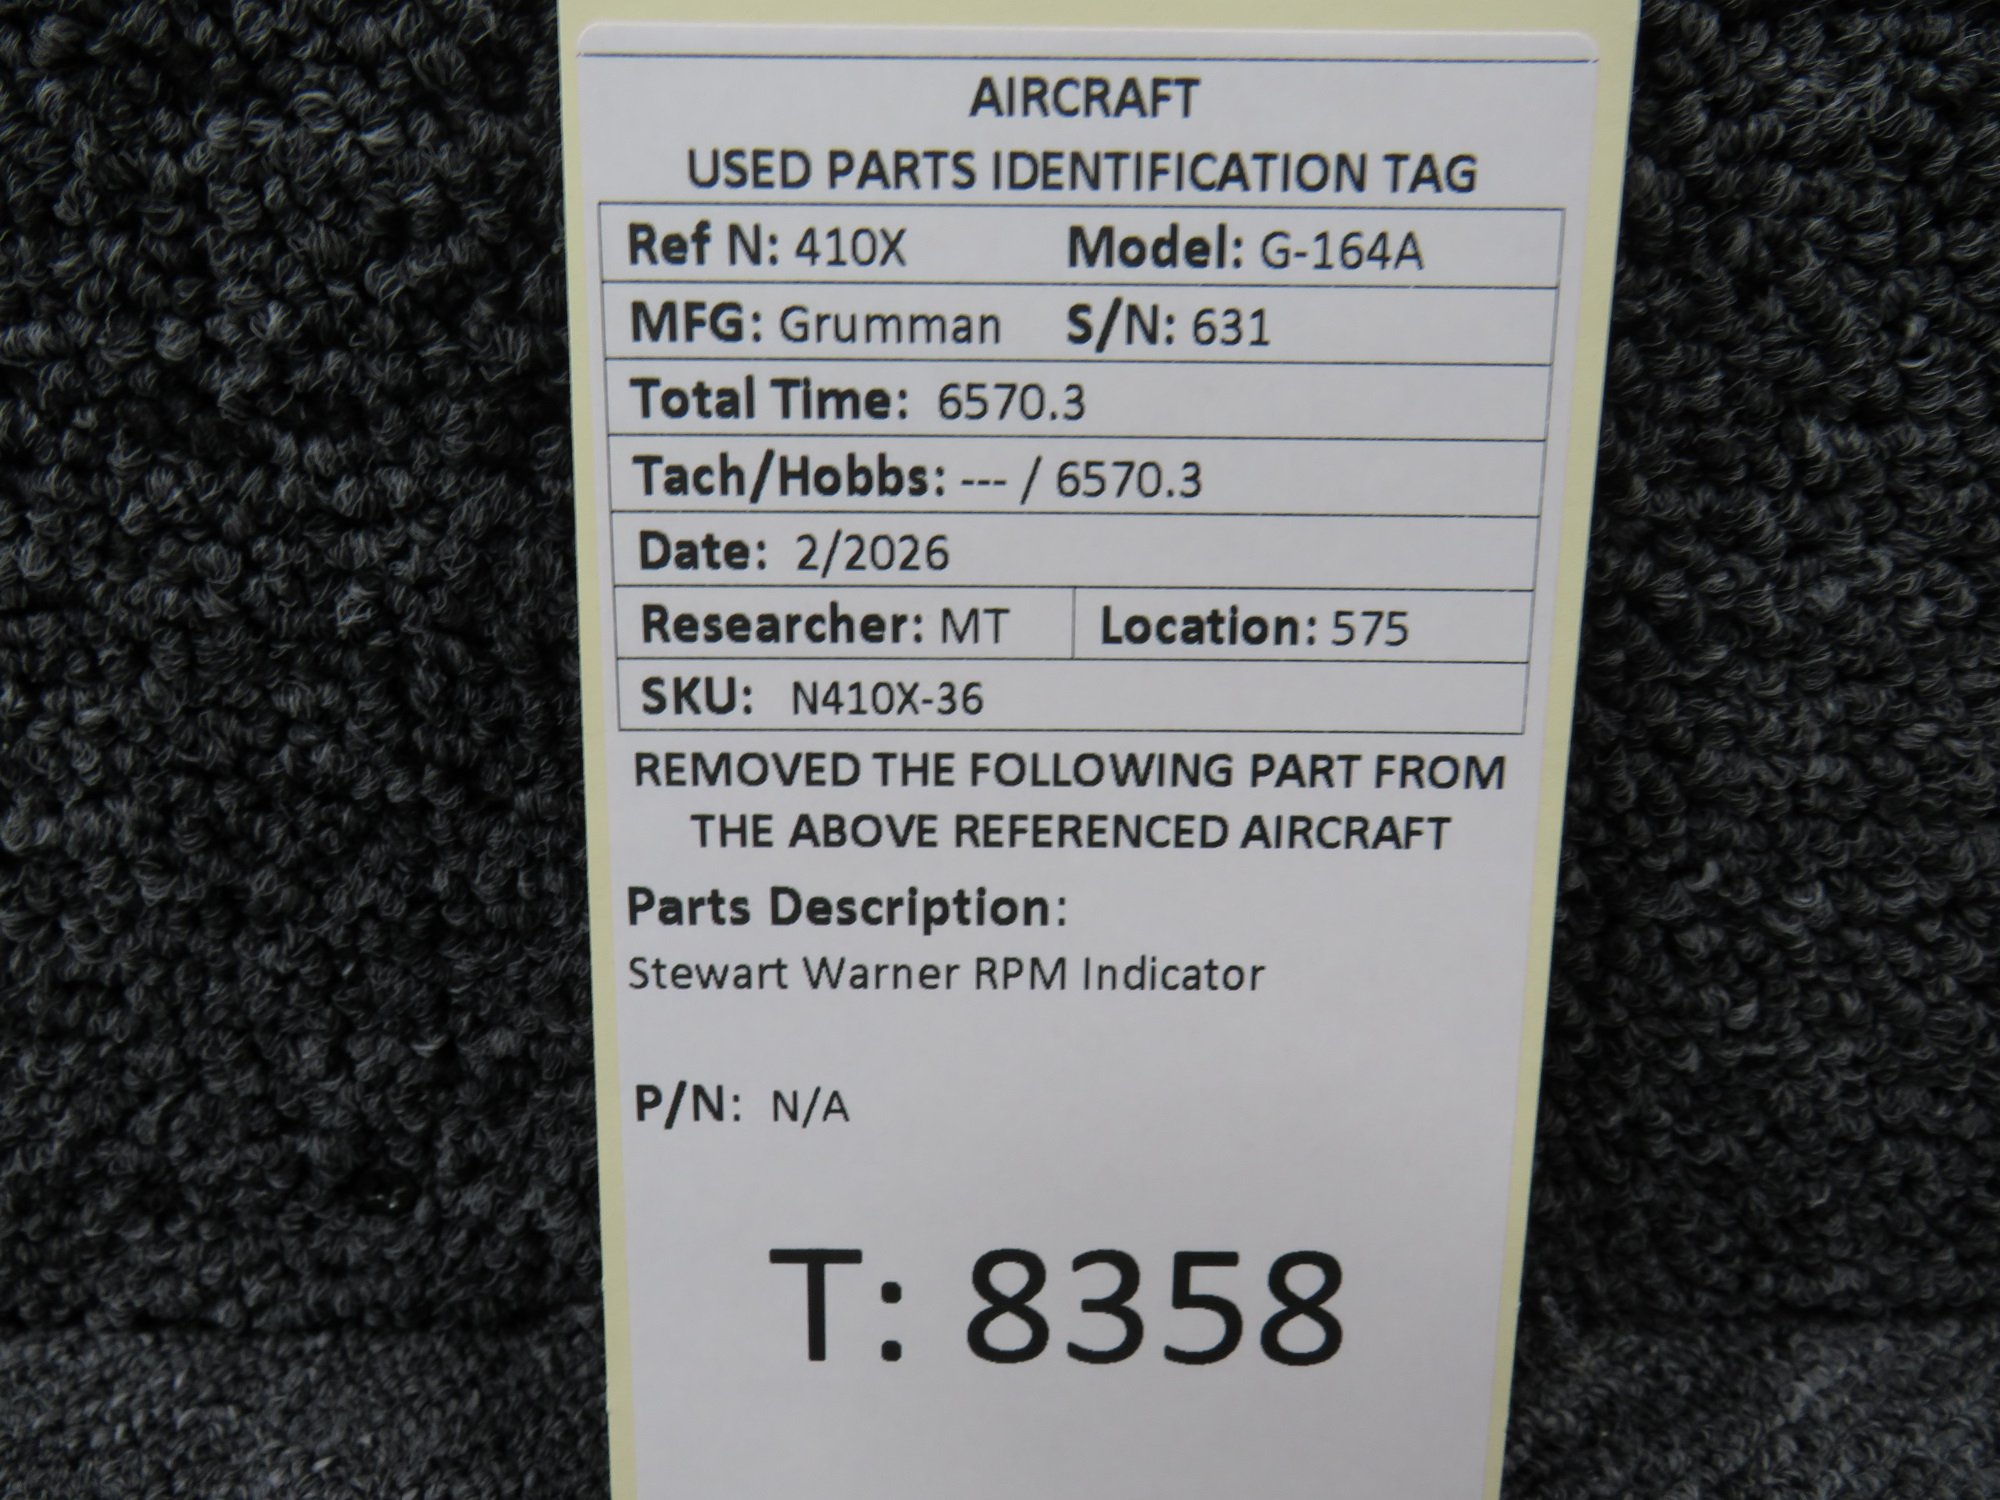 AIRCRAFT
USED PARTS IDENTIFICATION TAG
Ref N: 410X Model: G-164A
MFG: Grumman S/N: 631
Total Time: 6570.3
Tach/Hobbs: --- / 6570.3
Date: 2/2026
Researcher: MT Location: 575
SKU: N410X-36
REMOVED THE FOLLOWING PART FROM
THE ABOVE REFERENCED AIRCRAFT
Parts Description:
Stewart Warner RPM Indicator
P/N: N/A
T: 8358